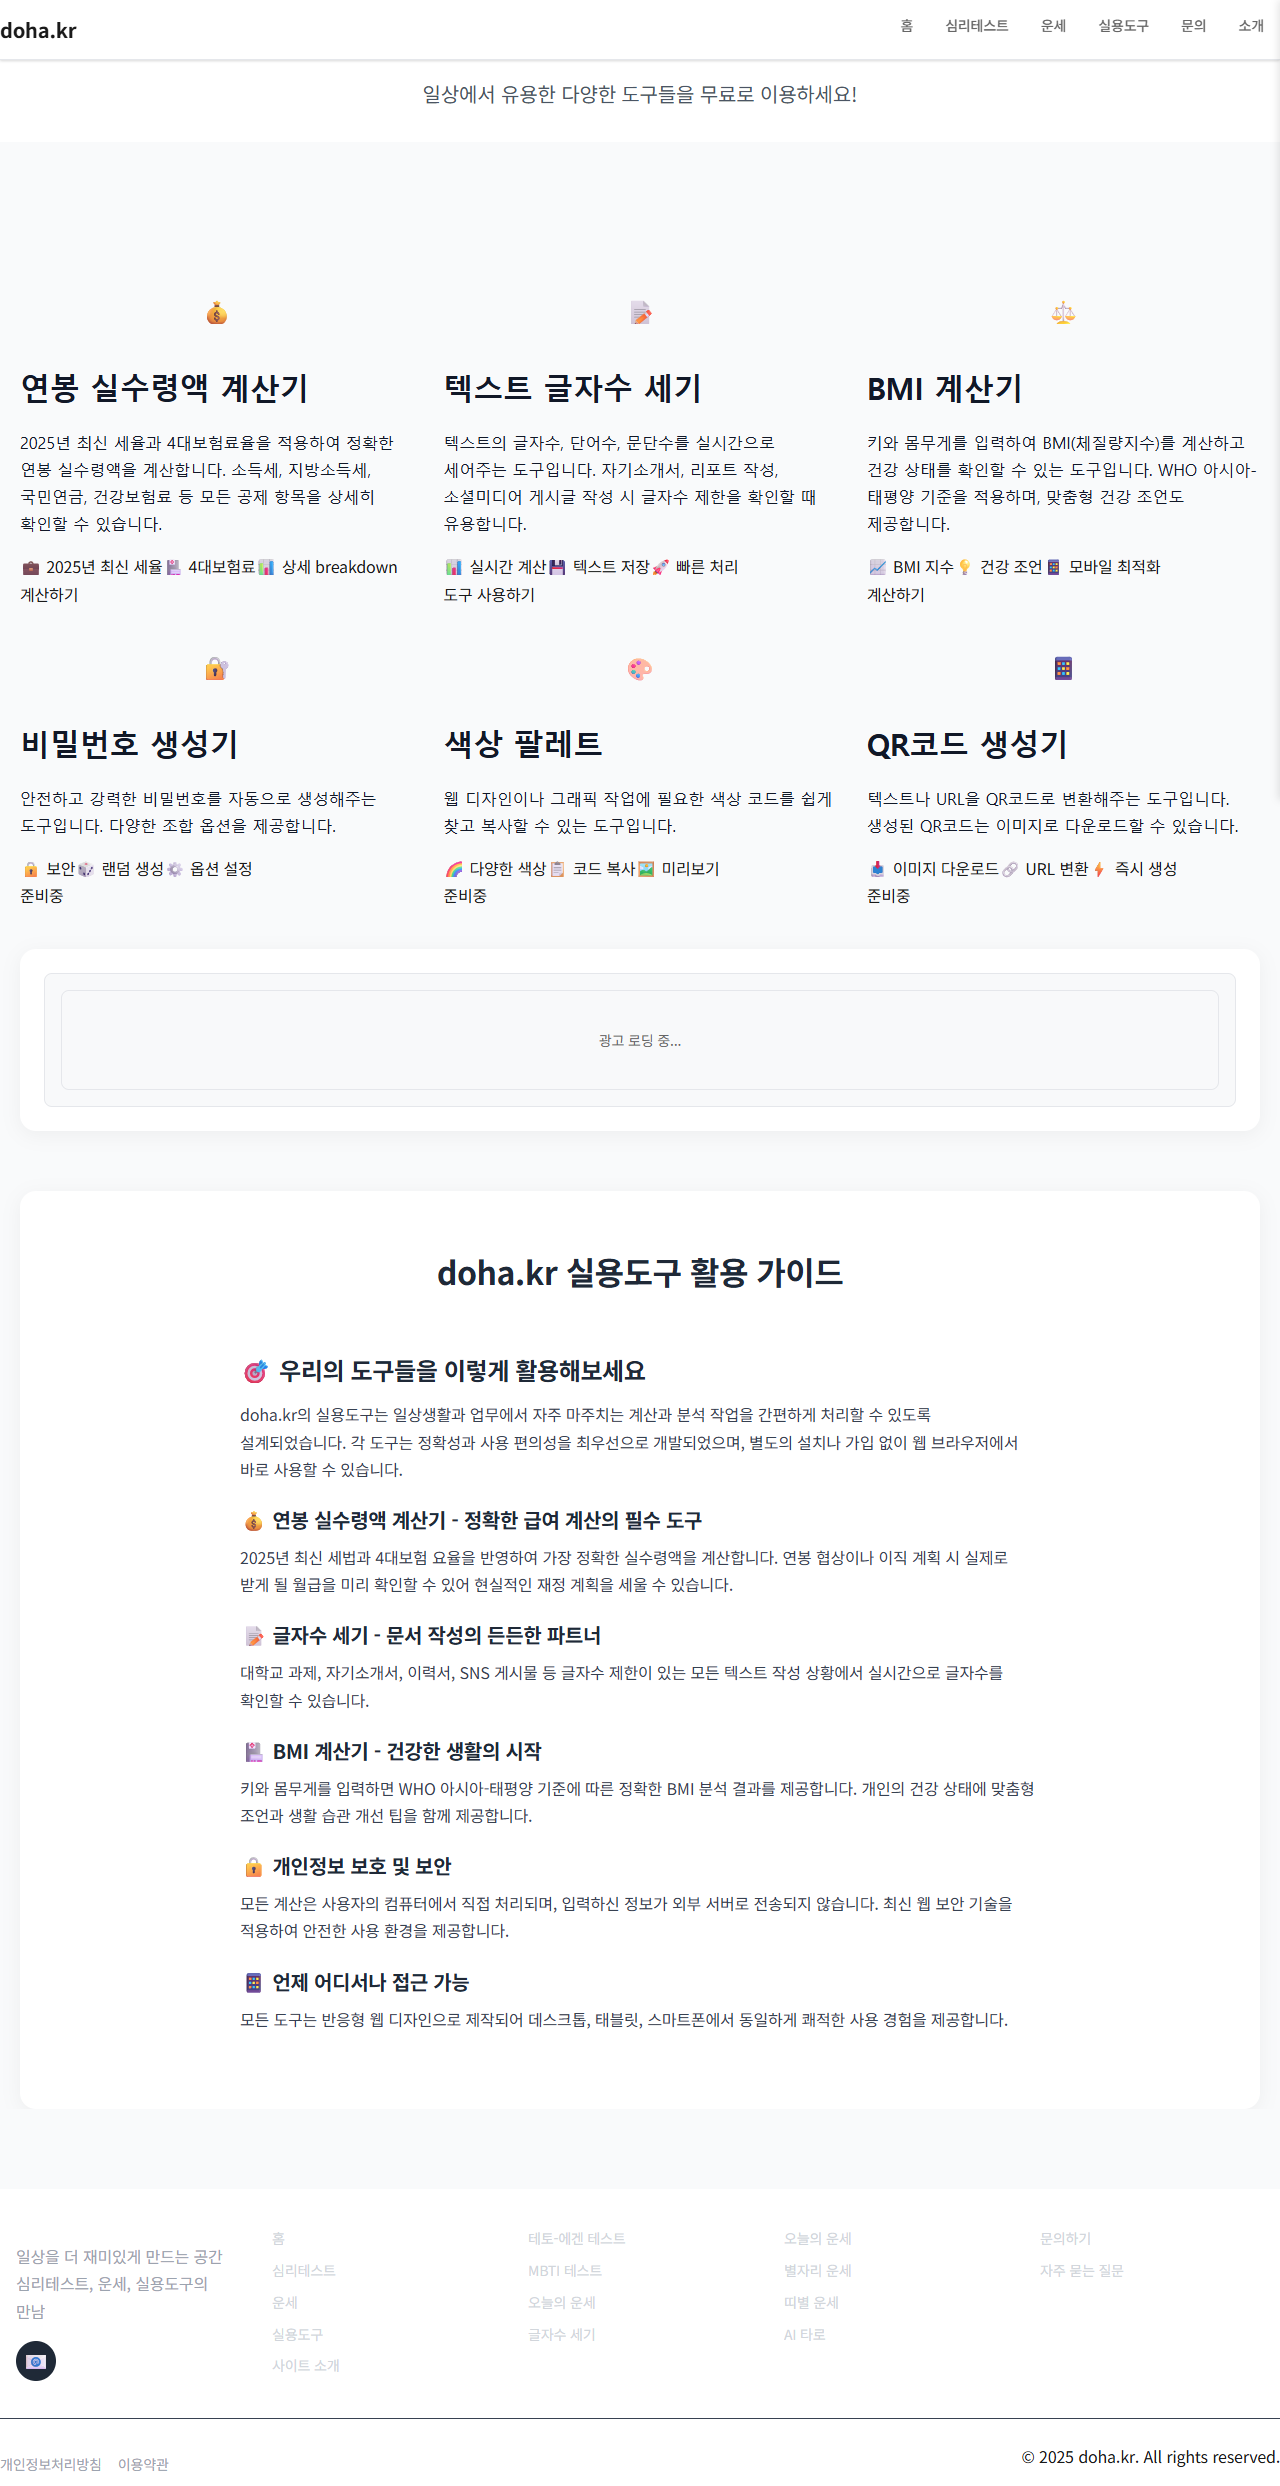 doha.kr
홈 심리테스트 운세 실용도구 문의 소개
일상에서 유용한 다양한 도구들을 무료로 이용하세요!
연봉 실수령액 계산기
2025년 최신 세율과 4대보험료율을 적용하여 정확한
연봉 실수령액을 계산합니다. 소득세, 지방소득세,
국민연금, 건강보험료 등 모든 공제 항목을 상세히
확인할 수 있습니다.
💼 2025년 최신 세율🏥 4대보험료📊 상세 breakdown
계산하기
텍스트 글자수 세기
텍스트의 글자수, 단어수, 문단수를 실시간으로
세어주는 도구입니다. 자기소개서, 리포트 작성,
소셜미디어 게시글 작성 시 글자수 제한을 확인할 때
유용합니다.
📊 실시간 계산💾 텍스트 저장🚀 빠른 처리
도구 사용하기
BMI 계산기
키와 몸무게를 입력하여 BMI(체질량지수)를 계산하고
건강 상태를 확인할 수 있는 도구입니다. WHO 아시아-
태평양 기준을 적용하며, 맞춤형 건강 조언도
제공합니다.
📈 BMI 지수💡 건강 조언📱 모바일 최적화
계산하기
비밀번호 생성기
안전하고 강력한 비밀번호를 자동으로 생성해주는
도구입니다. 다양한 조합 옵션을 제공합니다.
🔒 보안🎲 랜덤 생성⚙️ 옵션 설정
준비중
색상 팔레트
웹 디자인이나 그래픽 작업에 필요한 색상 코드를 쉽게
찾고 복사할 수 있는 도구입니다.
🌈 다양한 색상📋 코드 복사🖼️ 미리보기
준비중
QR코드 생성기
텍스트나 URL을 QR코드로 변환해주는 도구입니다.
생성된 QR코드는 이미지로 다운로드할 수 있습니다.
📥 이미지 다운로드🔗 URL 변환⚡ 즉시 생성
준비중
광고 로딩 중...
doha.kr 실용도구 활용 가이드
🎯 우리의 도구들을 이렇게 활용해보세요
doha.kr의 실용도구는 일상생활과 업무에서 자주 마주치는 계산과 분석 작업을 간편하게 처리할 수 있도록
설계되었습니다. 각 도구는 정확성과 사용 편의성을 최우선으로 개발되었으며, 별도의 설치나 가입 없이 웹 브라우저에서
바로 사용할 수 있습니다.
💰 연봉 실수령액 계산기 - 정확한 급여 계산의 필수 도구
2025년 최신 세법과 4대보험 요율을 반영하여 가장 정확한 실수령액을 계산합니다. 연봉 협상이나 이직 계획 시 실제로
받게 될 월급을 미리 확인할 수 있어 현실적인 재정 계획을 세울 수 있습니다.
📝 글자수 세기 - 문서 작성의 든든한 파트너
대학교 과제, 자기소개서, 이력서, SNS 게시물 등 글자수 제한이 있는 모든 텍스트 작성 상황에서 실시간으로 글자수를
확인할 수 있습니다.
🏥 BMI 계산기 - 건강한 생활의 시작
키와 몸무게를 입력하면 WHO 아시아-태평양 기준에 따른 정확한 BMI 분석 결과를 제공합니다. 개인의 건강 상태에 맞춤형
조언과 생활 습관 개선 팁을 함께 제공합니다.
🔒 개인정보 보호 및 보안
모든 계산은 사용자의 컴퓨터에서 직접 처리되며, 입력하신 정보가 외부 서버로 전송되지 않습니다. 최신 웹 보안 기술을
적용하여 안전한 사용 환경을 제공합니다.
📱 언제 어디서나 접근 가능
모든 도구는 반응형 웹 디자인으로 제작되어 데스크톱, 태블릿, 스마트폰에서 동일하게 쾌적한 사용 경험을 제공합니다.
일상을 더 재미있게 만드는 공간
심리테스트, 운세, 실용도구의
만남
홈
심리테스트
운세
실용도구
사이트 소개
테토-에겐 테스트
MBTI 테스트
오늘의 운세
글자수 세기
오늘의 운세
별자리 운세
띠별 운세
AI 타로
문의하기
자주 묻는 질문
개인정보처리방침 이용약관
© 2025 doha.kr. All rights reserved.